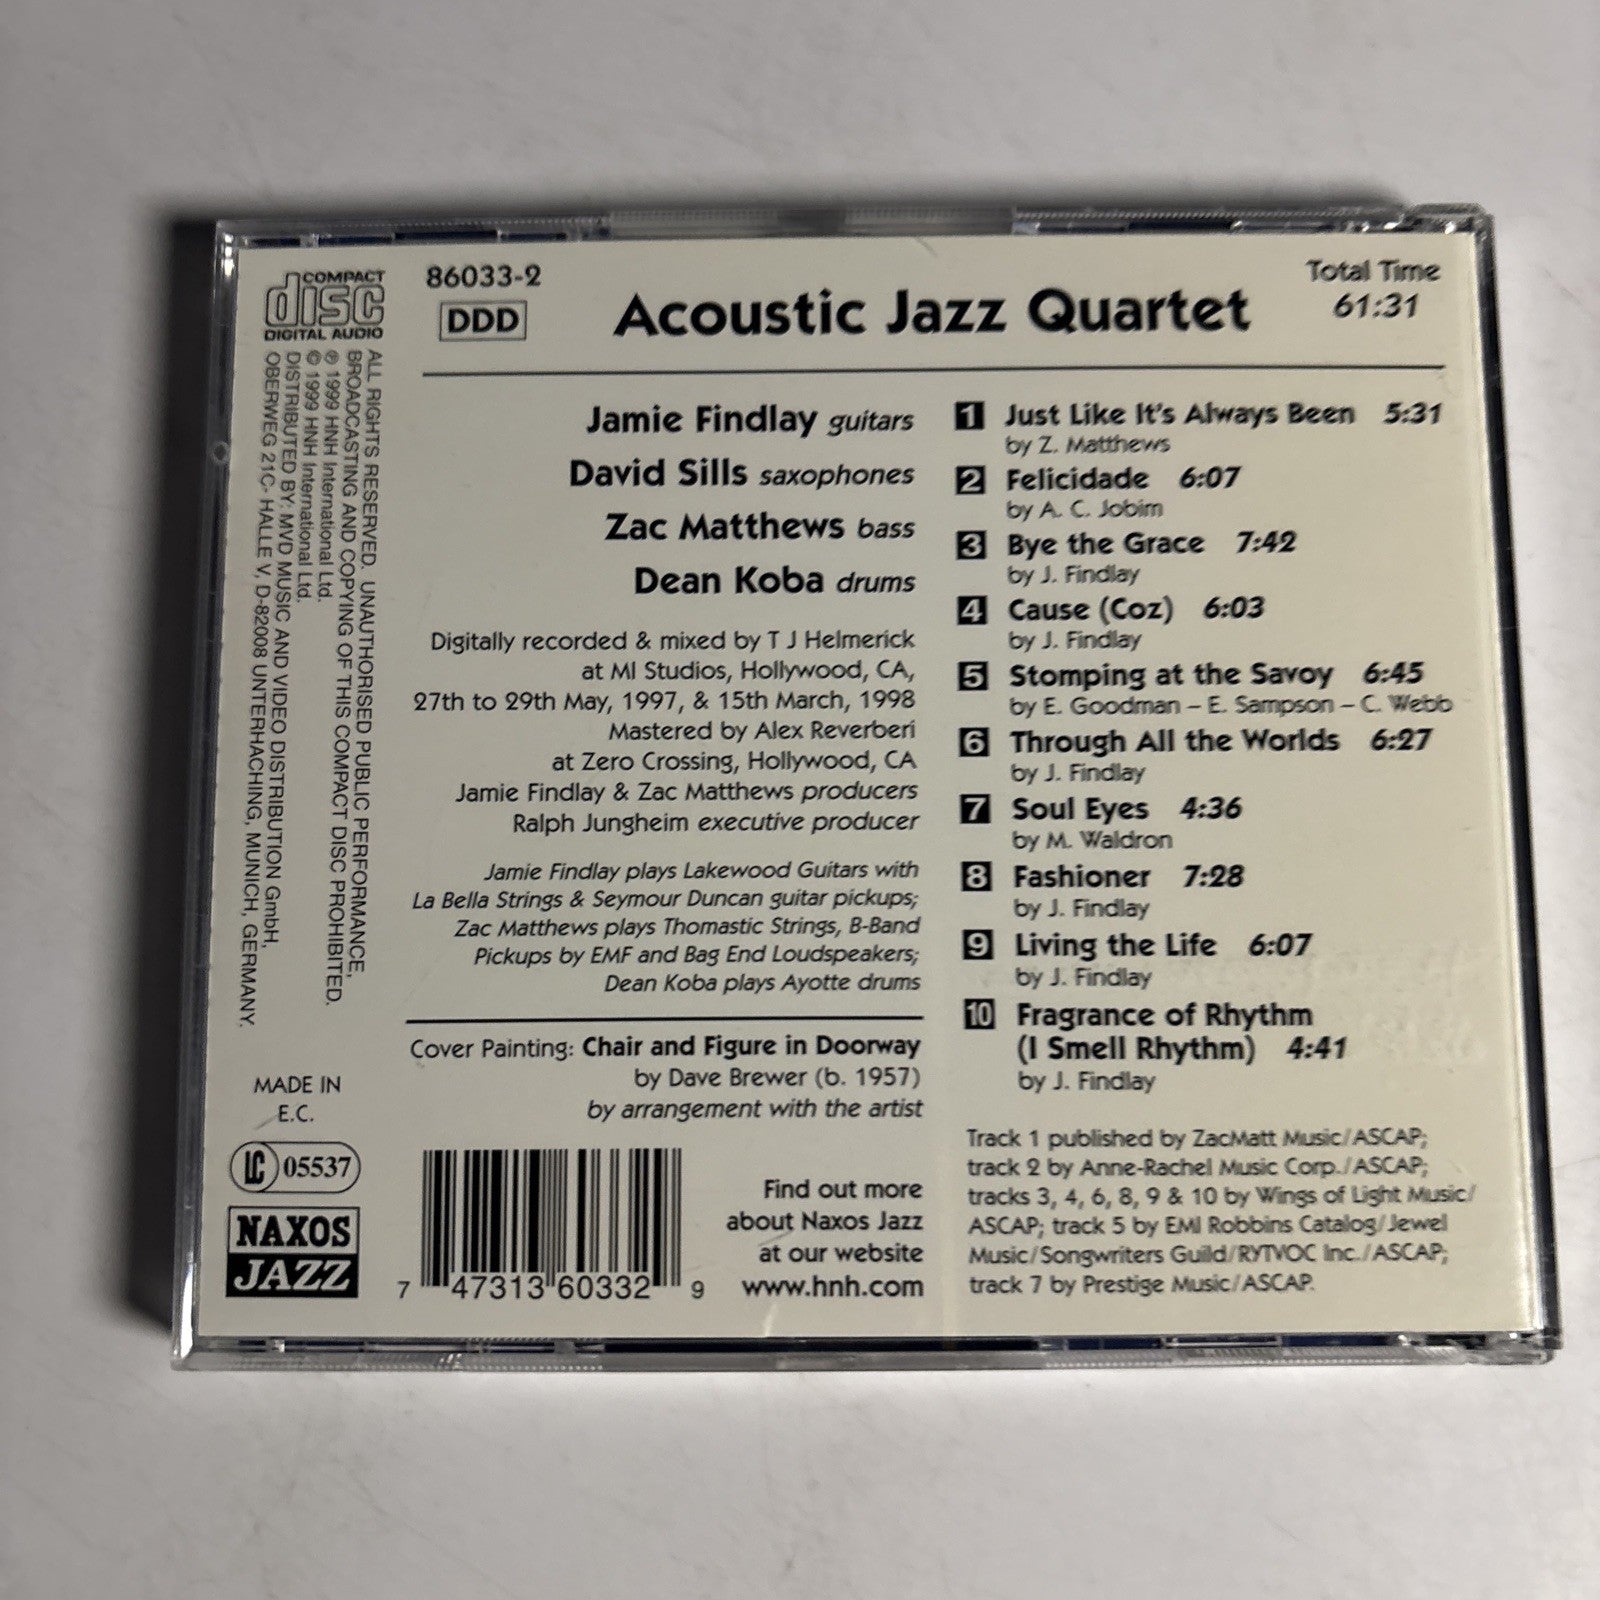 COMPACT
disc
DIGITAL AUDIO
86033-2
DDD
Acoustic Jazz Quartet
Total Time
61:31
ALL RIGHTS RESERVED. UNAUTHORISED PUBLIC PERFORMANCE,
BROADCASTING AND COPYING OF THIS COMPACT DISC PROHIBITED.
℗ 1999 HNH International Ltd.
© 1999 HNH International Ltd.
DISTRIBUTED BY: MVD MUSIC AND VIDEO DISTRIBUTION GmbH,
OBERWEG 21C- HALLE V, D-82008 UNTERHACHING, MUNICH, GERMANY.
MADE IN
E.C.
LC 05537
NAXOS
JAZZ
Jamie Findlay guitars
David Sills saxophones
Zac Matthews bass
Dean Koba drums
Digitally recorded & mixed by T J Helmerick
at MI Studios, Hollywood, CA,
27th to 29th May, 1997, & 15th March, 1998
Mastered by Alex Reverberi
at Zero Crossing, Hollywood, CA
Jamie Findlay & Zac Matthews producers
Ralph Jungheim executive producer
Jamie Findlay plays Lakewood Guitars with
La Bella Strings & Seymour Duncan guitar pickups;
Zac Matthews plays Thomastic Strings, B-Band
Pickups by EMF and Bag End Loudspeakers;
Dean Koba plays Ayotte drums
Cover Painting: Chair and Figure in Doorway
by Dave Brewer (b. 1957)
by arrangement with the artist
7 47313 60332 9
Find out more
about Naxos Jazz
at our website
www.hnh.com
1 Just Like It's Always Been 5:31
by Z. Matthews
2 Felicidade 6:07
by A. C. Jobim
3 Bye the Grace 7:42
by J. Findlay
4 Cause (Coz) 6:03
by J. Findlay
5 Stomping at the Savoy 6:45
by E. Goodman – E. Sampson – C. Webb
6 Through All the Worlds 6:27
by J. Findlay
7 Soul Eyes 4:36
by M. Waldron
8 Fashioner 7:28
by J. Findlay
9 Living the Life 6:07
by J. Findlay
10 Fragrance of Rhythm
(I Smell Rhythm) 4:41
by J. Findlay
Track 1 published by ZacMatt Music/ASCAP;
track 2 by Anne-Rachel Music Corp./ASCAP;
tracks 3, 4, 6, 8, 9 & 10 by Wings of Light Music/
ASCAP; track 5 by EMI Robbins Catalog/Jewel
Music/Songwriters Guild/RYTVOC Inc./ASCAP;
track 7 by Prestige Music/ASCAP.